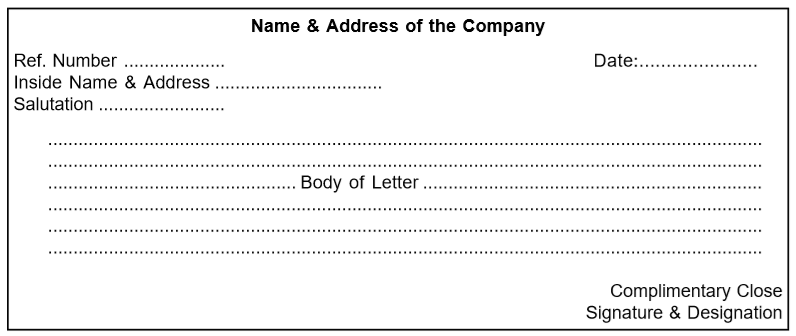 Name & Address of the Company
Ref. Number .................... Date:......................
Inside Name & Address .................................
Salutation .........................
................................................................................................................................................
................................................................................................................................................
.................................................. Body of Letter ....................................................................
................................................................................................................................................
................................................................................................................................................
................................................................................................................................................
Complimentary Close
Signature & Designation